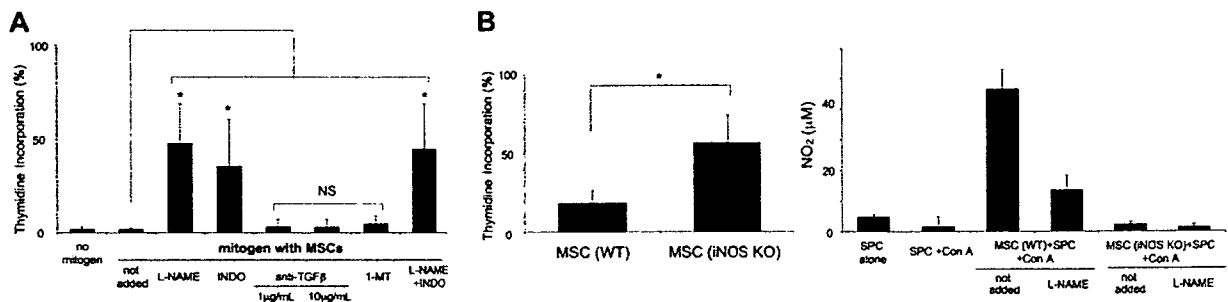 A
100
50
0
Thymidine Incorporation (%)
*
*
*
NS
no
mitogen
mitogen with MSCs
not
added
L-NAME
INDO
anti-TGFβ
1μg/mL
10μg/mL
1-MT
L-NAME
+INDO
B
100
50
0
Thymidine Incorporation (%)
*
MSC (WT)
MSC (iNOS KO)
40
20
0
NO2 (μM)
SPC
alone
SPC +Con A
MSC (WT)+SPC
+Con A
not
added
L-NAME
MSC (iNOS KO)+SPC
+Con A
not
added
L-NAME